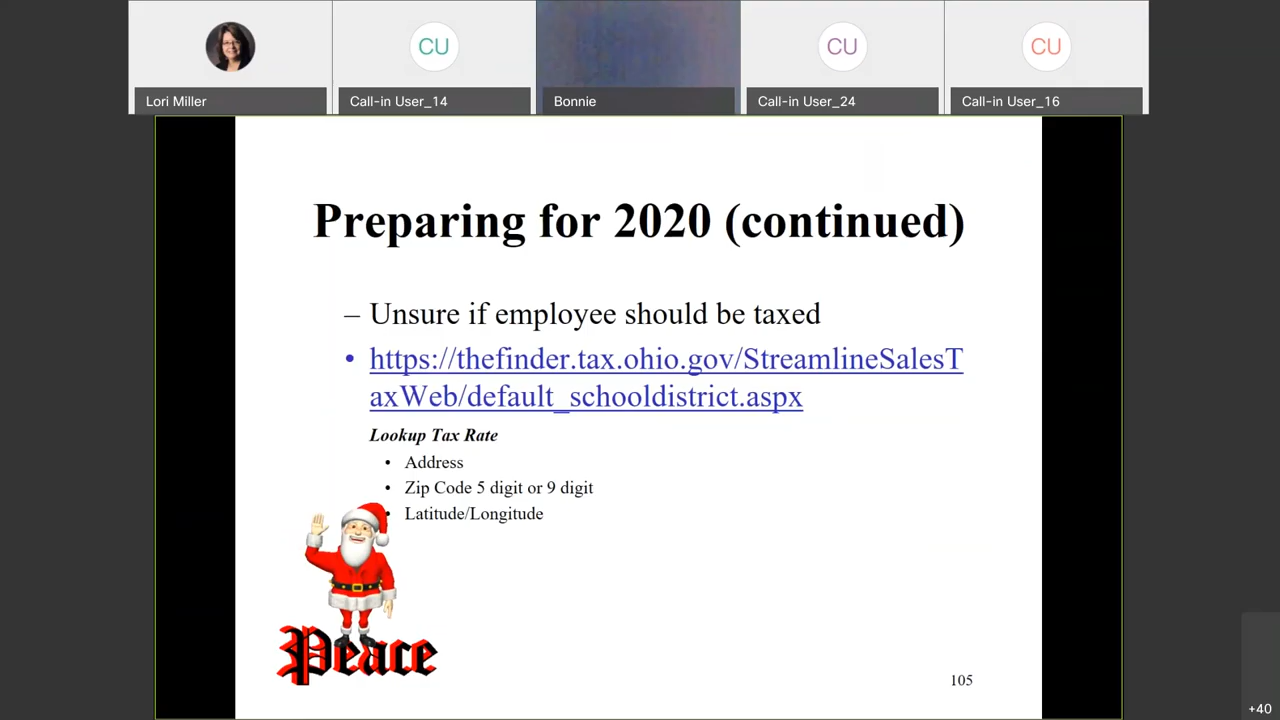 CU
CU
CU
Lori Miller
Call-in User_14
Bonnie
Call-in User_24
Call-in User_16
Preparing for 2020 (continued)
– Unsure if employee should be taxed
• https://thefinder.tax.ohio.gov/StreamlineSalesT
axWeb/default_schooldistrict.aspx
Lookup Tax Rate
• Address
• Zip Code 5 digit or 9 digit
• Latitude/Longitude
Peace
105
+40